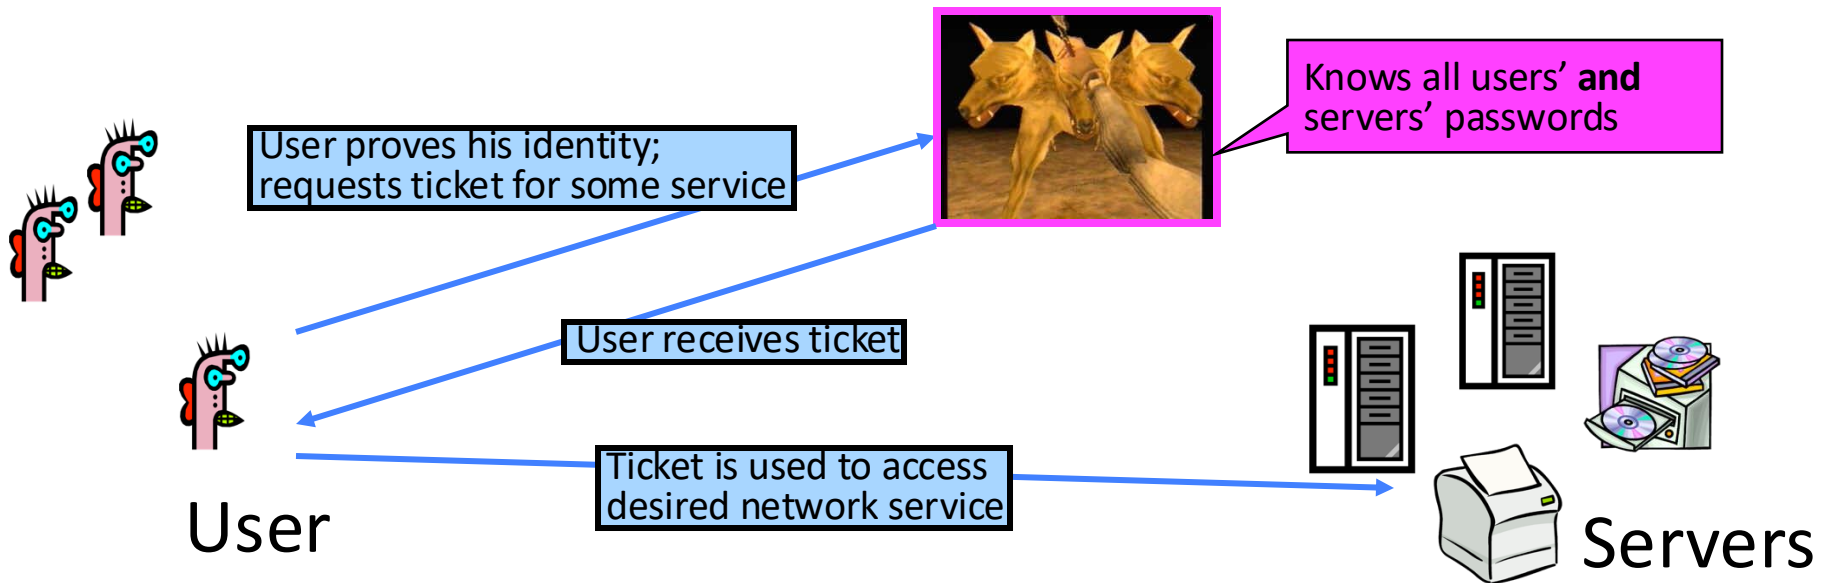 Knows all users’ and
servers’ passwords
User proves his identity;
requests ticket for some service
User receives ticket
Ticket is used to access
desired network service
User
Servers